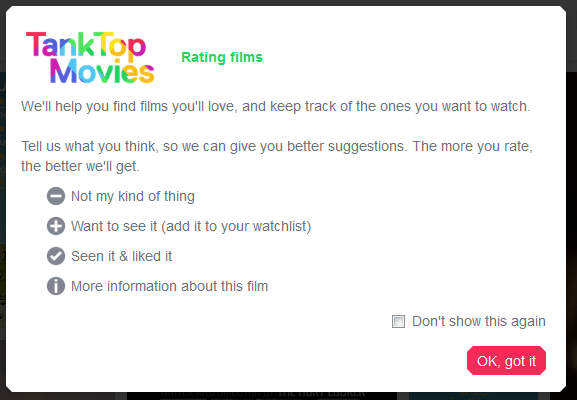 TankTop
Movies
Rating films
We'll help you find films you'll love, and keep track of the ones you want to watch.
Tell us what you think, so we can give you better suggestions. The more you rate,
the better we'll get.
Not my kind of thing
Want to see it (add it to your watchlist)
Seen it & liked it
More information about this film
Don't show this again
OK, got it
THE HURT LOCKER